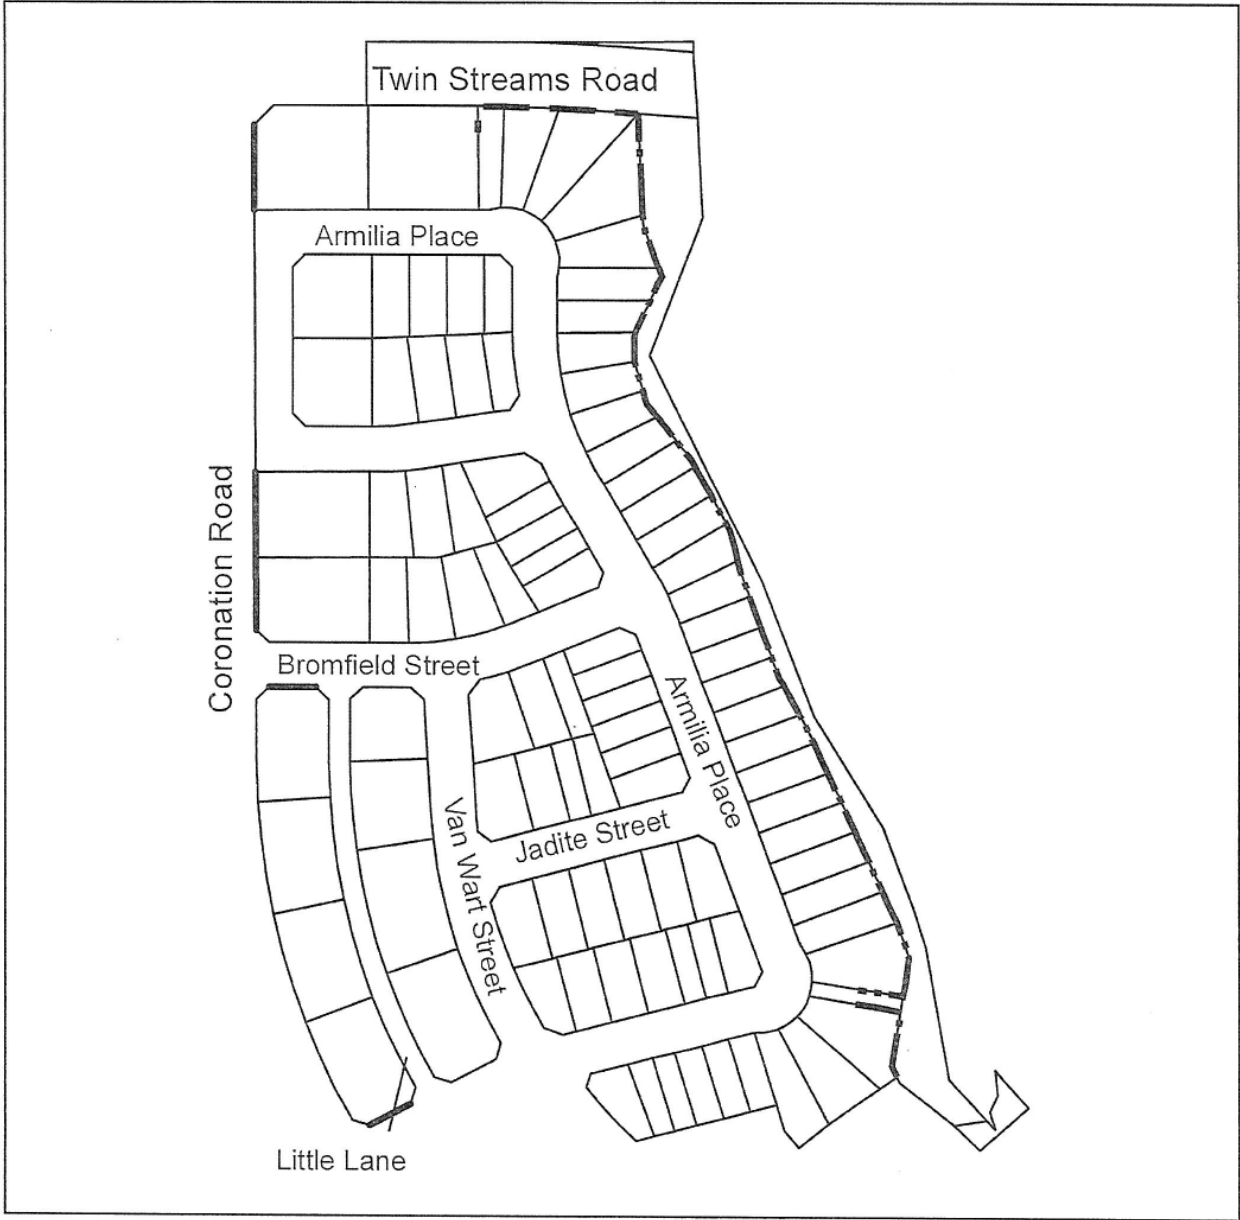 Twin Streams Road
Armilia Place
Coronation Road
Bromfield Street
Armilia Place
Van Wart Street
Jadite Street
Little Lane